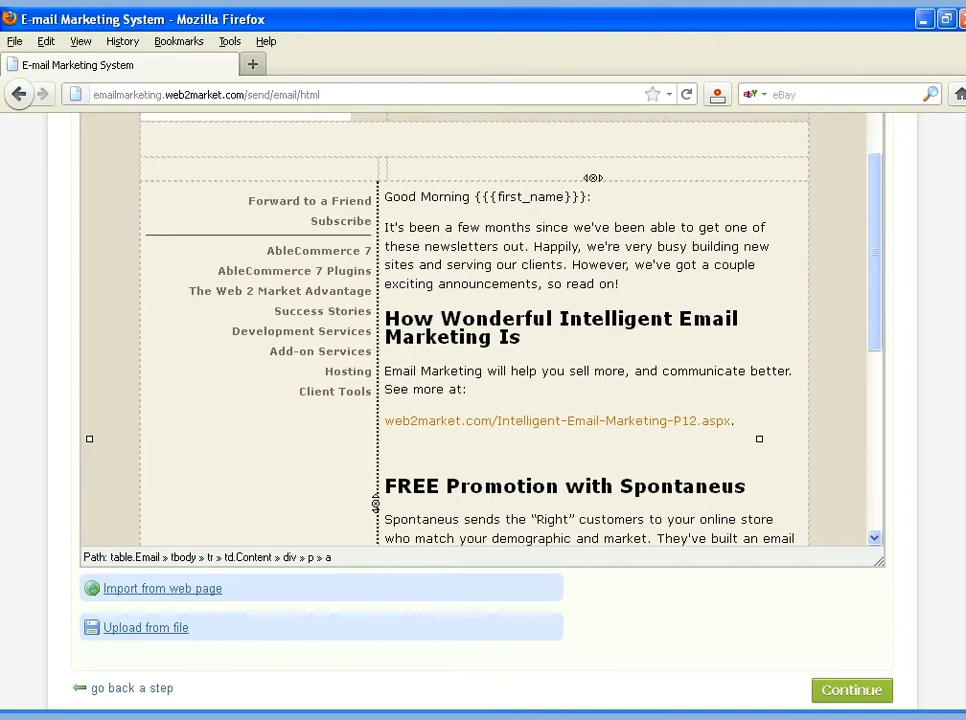 E-mail Marketing System - Mozilla Firefox
File Edit View History Bookmarks Tools Help
E-mail Marketing System
emailmarketing.web2market.com/send/email/html
eBay
Forward to a Friend
Subscribe
AbleCommerce 7
AbleCommerce 7 Plugins
The Web 2 Market Advantage
Success Stories
Development Services
Add-on Services
Hosting
Client Tools
Good Morning {{{first_name}}}:
It's been a few months since we've been able to get one of
these newsletters out. Happily, we're very busy building new
sites and serving our clients. However, we've got a couple
exciting announcements, so read on!
How Wonderful Intelligent Email
Marketing Is
Email Marketing will help you sell more, and communicate better.
See more at:
web2market.com/Intelligent-Email-Marketing-P12.aspx.
FREE Promotion with Spontaneus
Spontaneus sends the “Right” customers to your online store
who match your demographic and market. They've built an email
Path: table.Email » tbody » tr » td.Content » div » p » a
Import from web page
Upload from file
go back a step
Continue